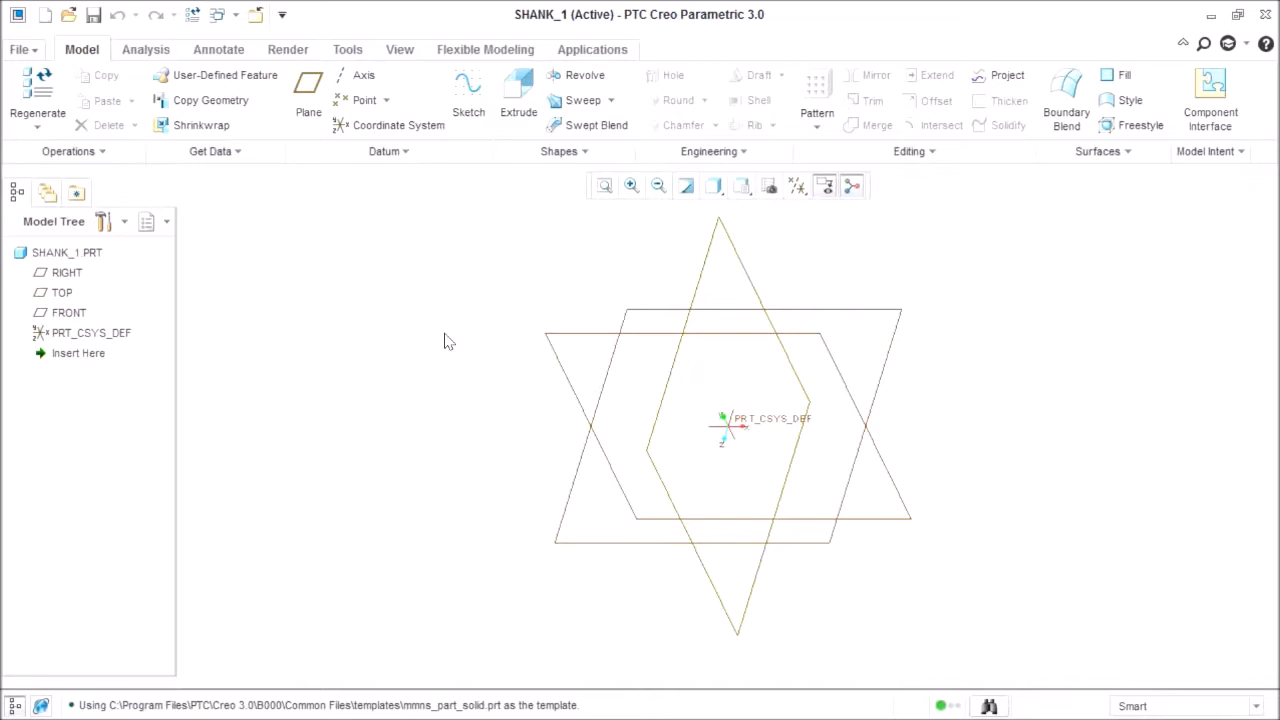 SHANK_1 (Active) - PTC Creo Parametric 3.0
File Model Analysis Annotate Render Tools View Flexible Modeling Applications
Copy User-Defined Feature Axis Revolve Hole Draft Mirror Extend Project Fill
Paste Copy Geometry Point Sweep Round Shell Trim Offset Thicken Style
Regenerate Plane Sketch Extrude Pattern Boundary Blend Component Interface
Delete Shrinkwrap Coordinate System Swept Blend Chamfer Rib Merge Intersect Solidify Freestyle
Operations Get Data Datum Shapes Engineering Editing Surfaces Model Intent
Model Tree
SHANK_1.PRT
RIGHT
TOP
FRONT
PRT_CSYS_DEF
Insert Here
PRT_CSYS_DEF
Z
Using C:\Program Files\PTC\Creo 3.0\B000\Common Files\templates\mmns_part_solid.prt as the template.
Smart